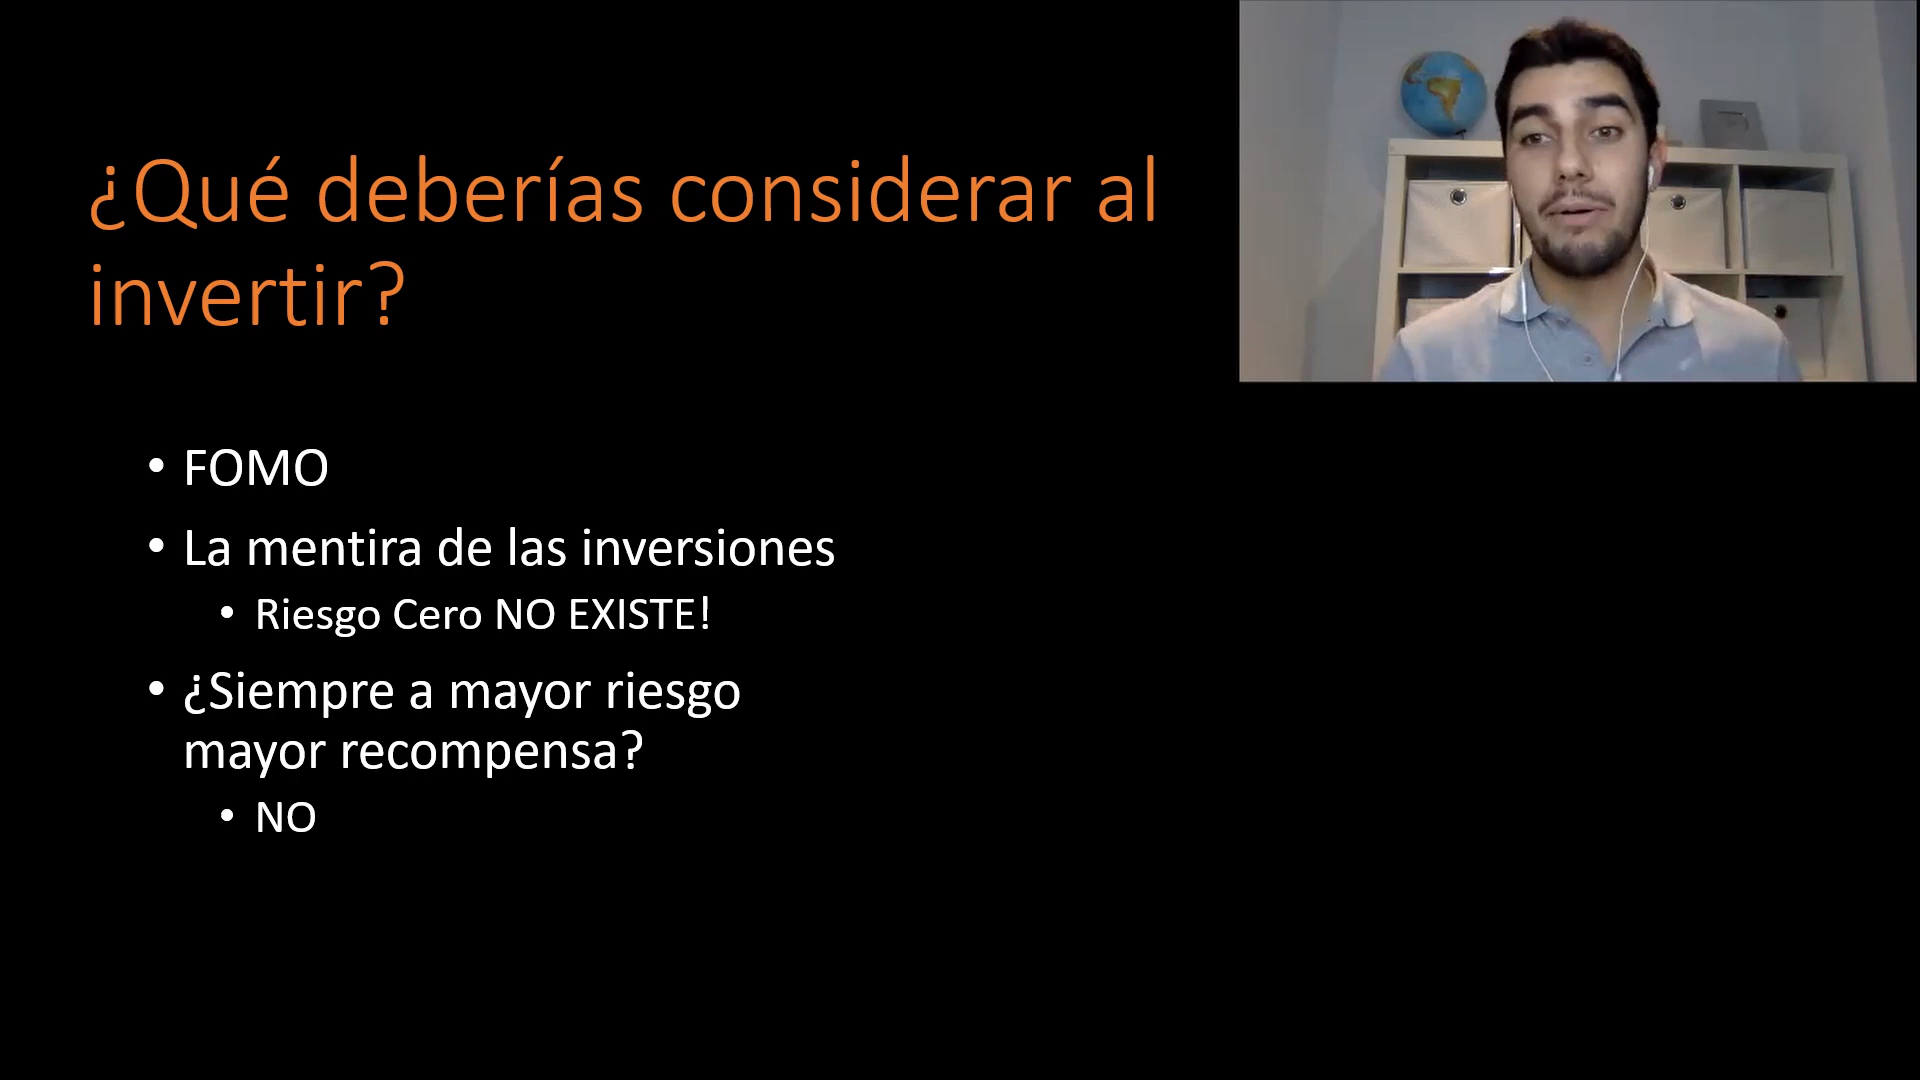 ¿Qué deberías considerar al
invertir?
• FOMO
• La mentira de las inversiones
• Riesgo Cero NO EXISTE!
• ¿Siempre a mayor riesgo
mayor recompensa?
• NO